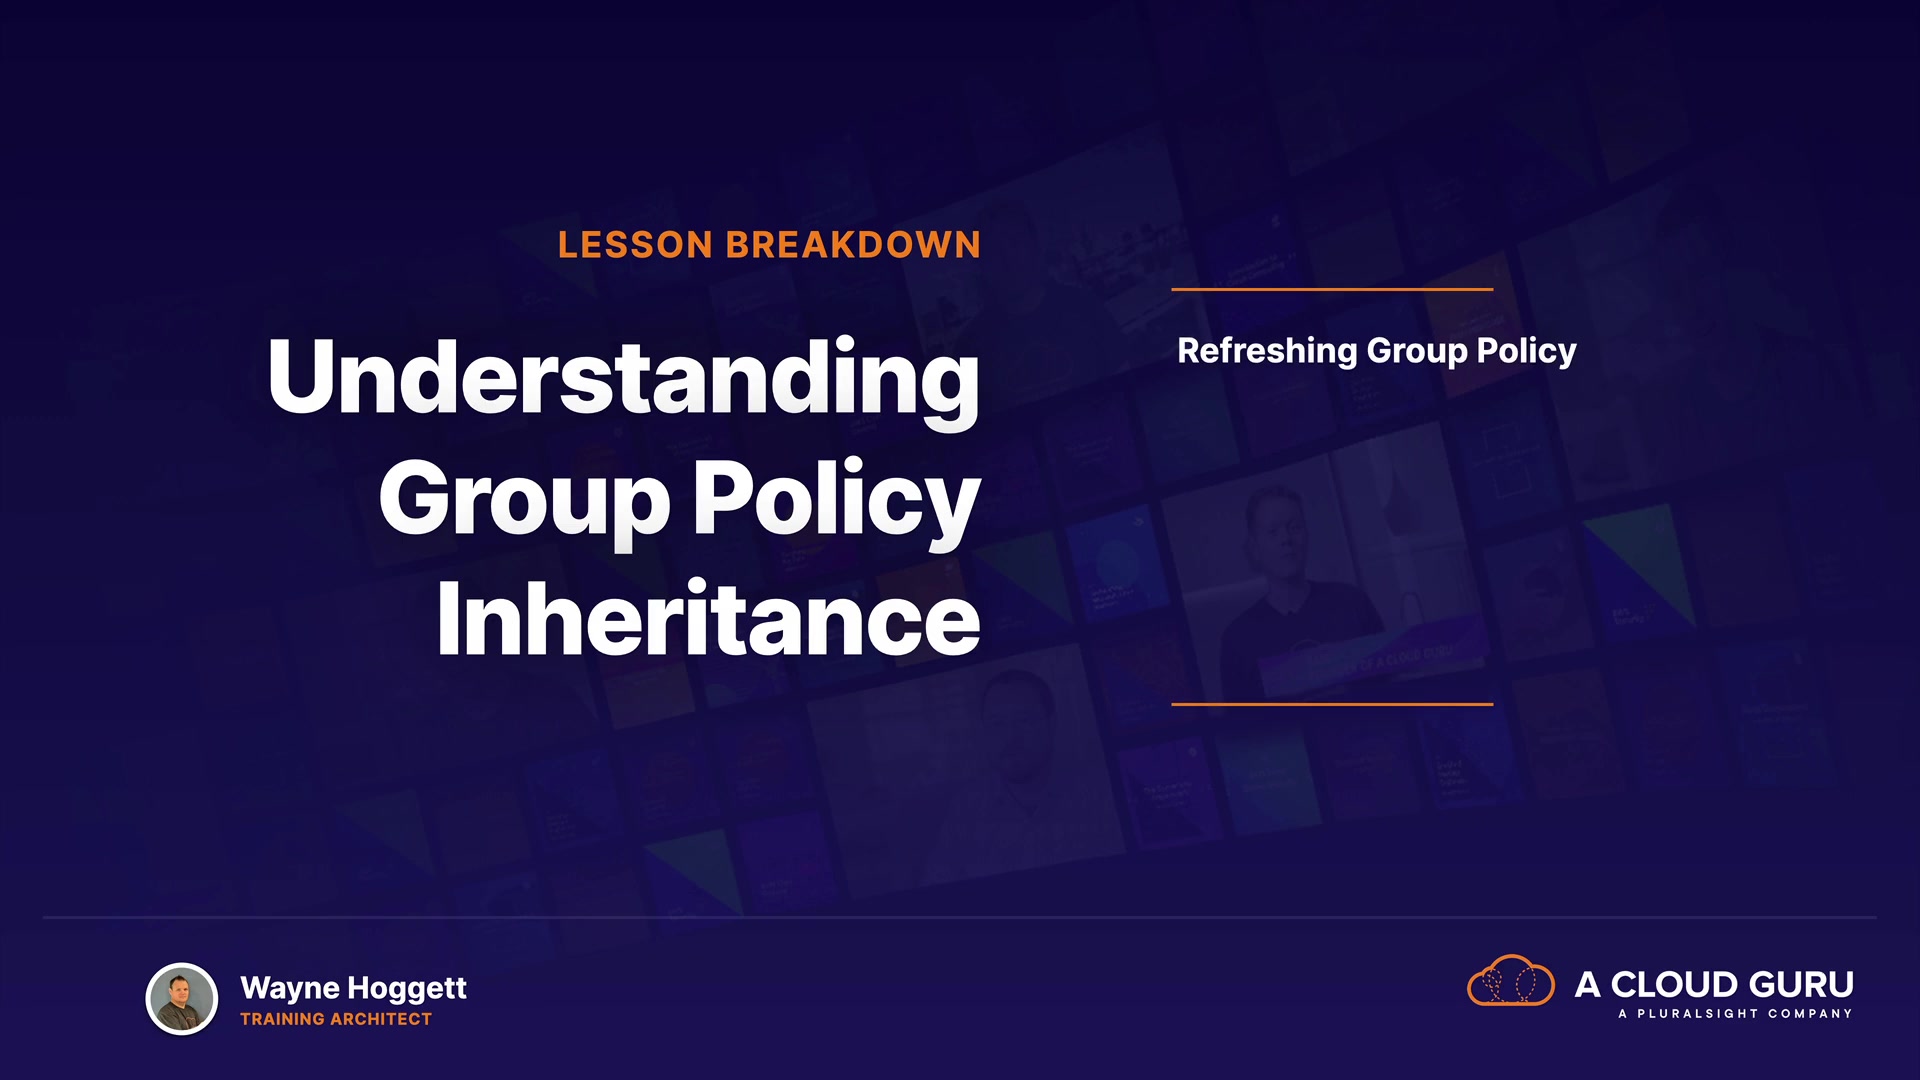 LESSON BREAKDOWN
Understanding
Group Policy
Inheritance
Refreshing Group Policy
Wayne Hoggett
TRAINING ARCHITECT
A CLOUD GURU
A PLURALSIGHT COMPANY